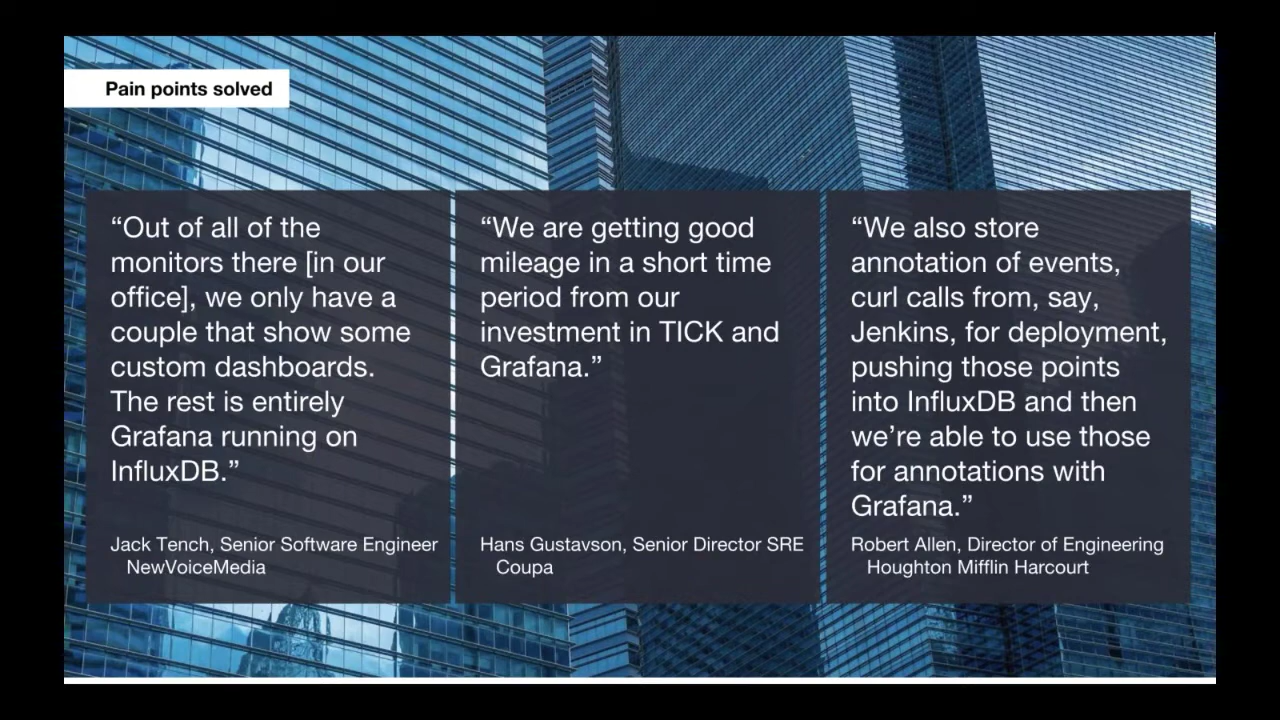 Pain points solved
“Out of all of the
monitors there [in our
office], we only have a
couple that show some
custom dashboards.
The rest is entirely
Grafana running on
InfluxDB.”
Jack Tench, Senior Software Engineer
NewVoiceMedia
“We are getting good
mileage in a short time
period from our
investment in TICK and
Grafana.”
Hans Gustavson, Senior Director SRE
Coupa
“We also store
annotation of events,
curl calls from, say,
Jenkins, for deployment,
pushing those points
into InfluxDB and then
we’re able to use those
for annotations with
Grafana.”
Robert Allen, Director of Engineering
Houghton Mifflin Harcourt